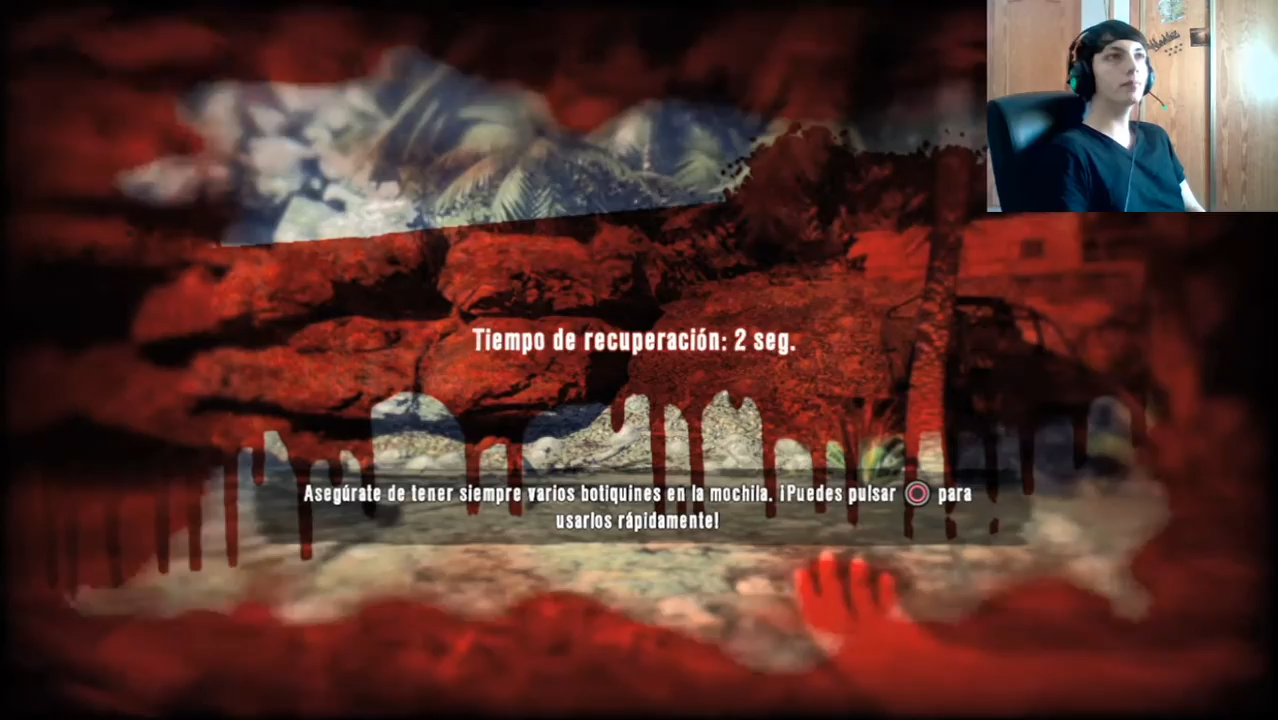 Tiempo de recuperación: 2 seg.
Asegúrate de tener siempre varios botiquines en la mochila. ¡Puedes pulsar para
usarlos rápidamente!